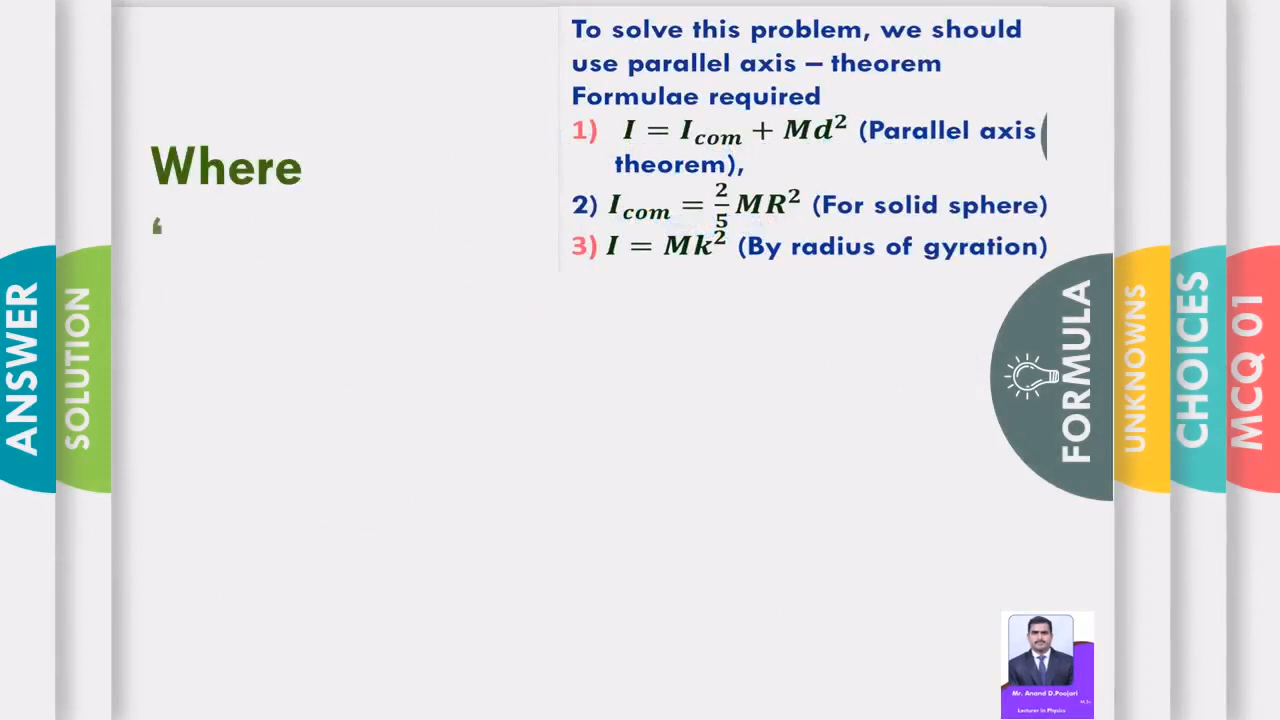 To solve this problem, we should
use parallel axis – theorem
Formulae required
1) I = I_com + Md² (Parallel axis
theorem),
2) I_com = 2/5 MR² (For solid sphere)
3) I = Mk² (By radius of gyration)
Where
‘
ANSWER
SOLUTION
FORMULA
UNKNOWNS
CHOICES
MCQ 01
Mr. Anand D.Poojari
M.Sc
Lecturer in Physics